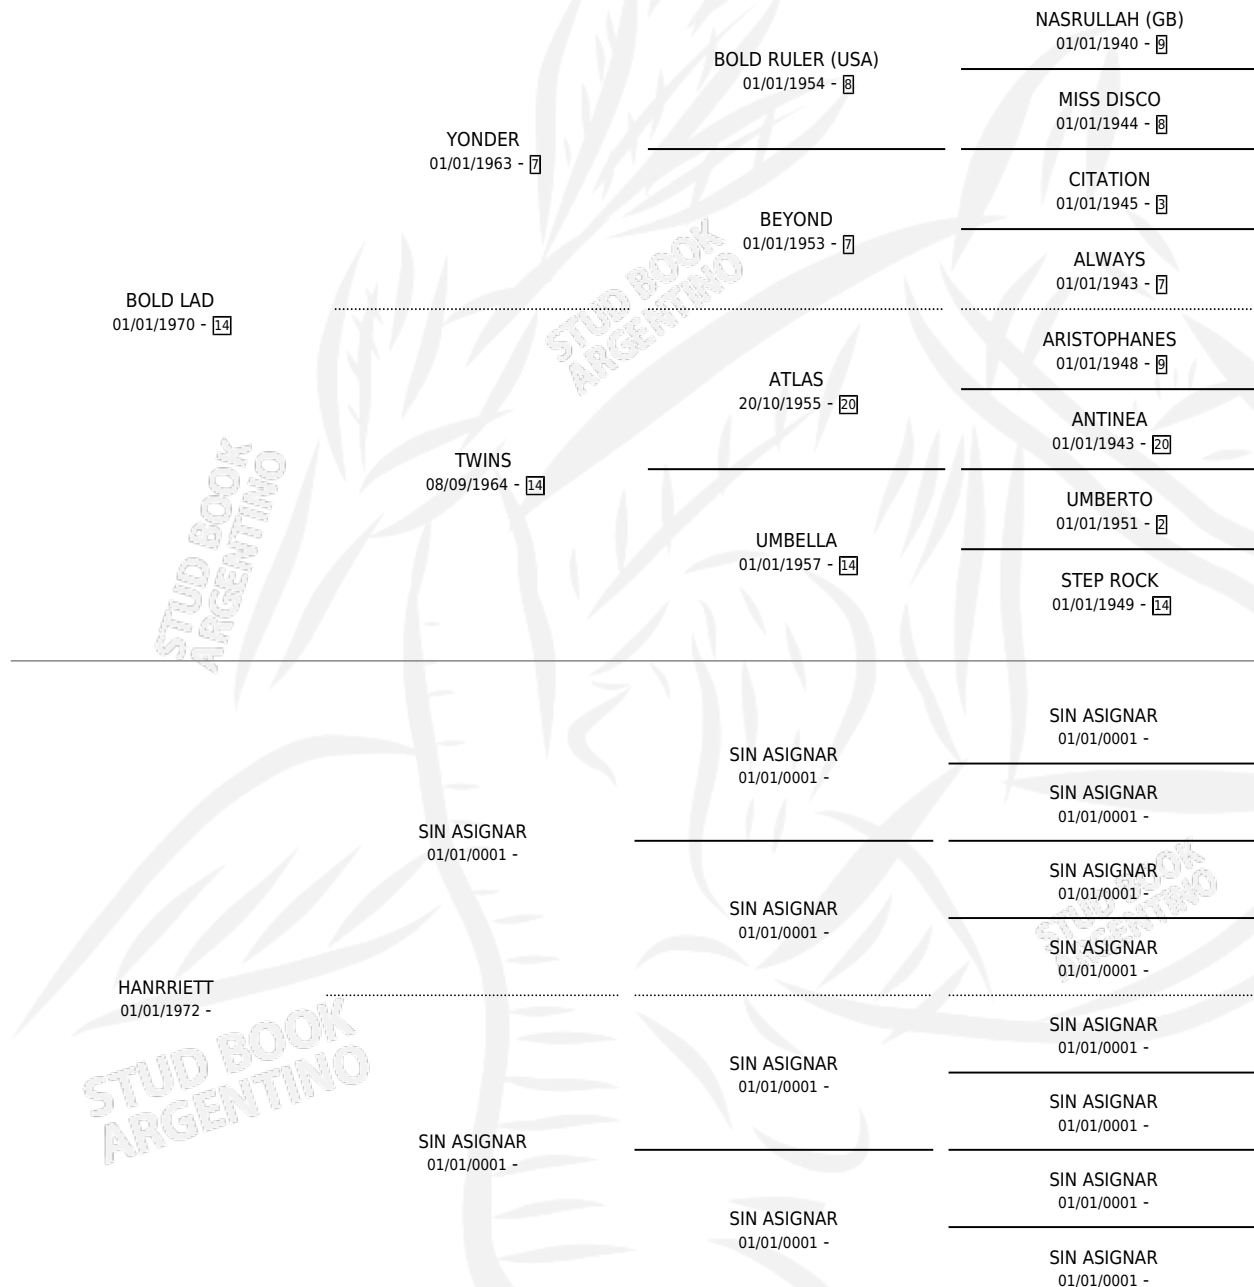 NASRULLAH (GB)
01/01/1940 - 9
BOLD RULER (USA)
01/01/1954 - 8
MISS DISCO
01/01/1944 - 8
YONDER
01/01/1963 - 7
CITATION
01/01/1945 - 3
BEYOND
01/01/1953 - 7
ALWAYS
01/01/1943 - 7
BOLD LAD
01/01/1970 - 14
STUD BOOK
ARGENTINO
ARISTOPHANES
01/01/1948 - 9
ATLAS
20/10/1955 - 20
ANTINEA
01/01/1943 - 20
TWINS
08/09/1964 - 14
UMBERTO
01/01/1951 - 2
UMBELLA
01/01/1957 - 14
STEP ROCK
01/01/1949 - 14
STUD BOOK
ARGENTINO
SIN ASIGNAR
01/01/0001 -
SIN ASIGNAR
01/01/0001 -
SIN ASIGNAR
01/01/0001 -
SIN ASIGNAR
01/01/0001 -
SIN ASIGNAR
01/01/0001 -
SIN ASIGNAR
01/01/0001 -
SIN ASIGNAR
01/01/0001 -
STUD BOOK
ARGENTINO
HANRRIETT
01/01/1972 -
SIN ASIGNAR
01/01/0001 -
SIN ASIGNAR
01/01/0001 -
SIN ASIGNAR
01/01/0001 -
SIN ASIGNAR
01/01/0001 -
SIN ASIGNAR
01/01/0001 -
SIN ASIGNAR
01/01/0001 -
SIN ASIGNAR
01/01/0001 -
STUD BOOK
ARGENTINO